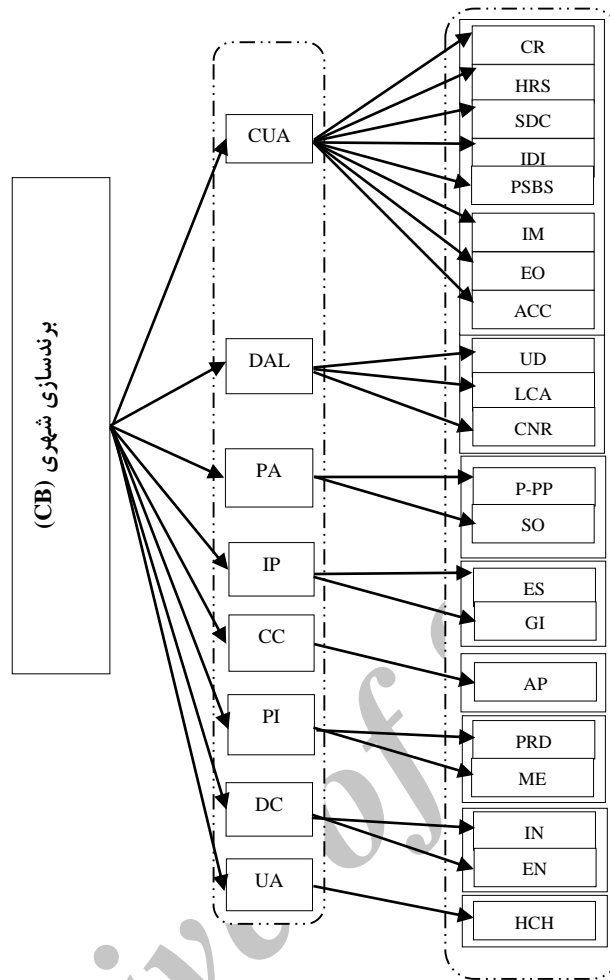 برندسازی شهری (CB)
CUA
DAL
PA
IP
CC
PI
DC
UA
CR
HRS
SDC
IDI
PSBS
IM
EO
ACC
UD
LCA
CNR
P-PP
SO
ES
GI
AP
PRD
ME
IN
EN
HCH